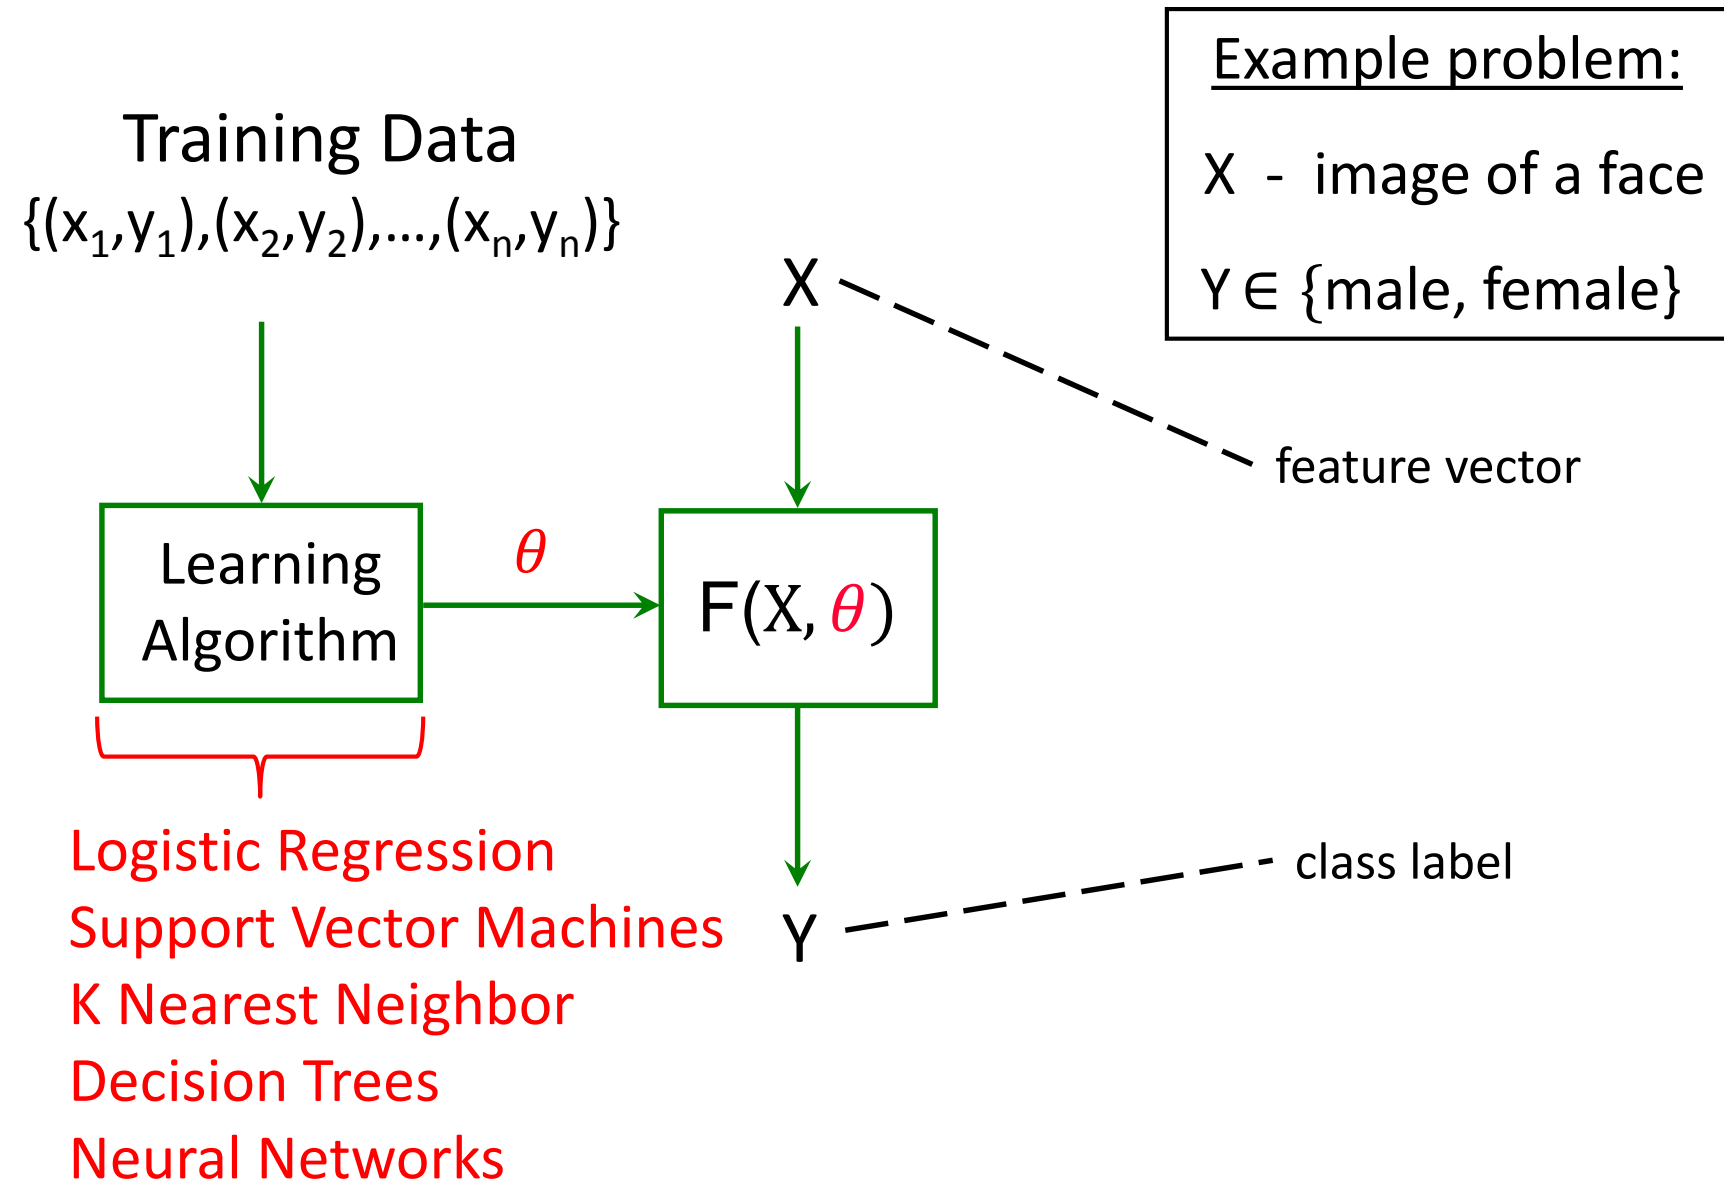 Training Data
{(x₁,y₁),(x₂,y₂),...,(xₙ,yₙ)}
Learning
Algorithm
θ
X
F(X, θ)
Y
Example problem:
X - image of a face
Y ∈ {male, female}
feature vector
class label
Logistic Regression
Support Vector Machines
K Nearest Neighbor
Decision Trees
Neural Networks